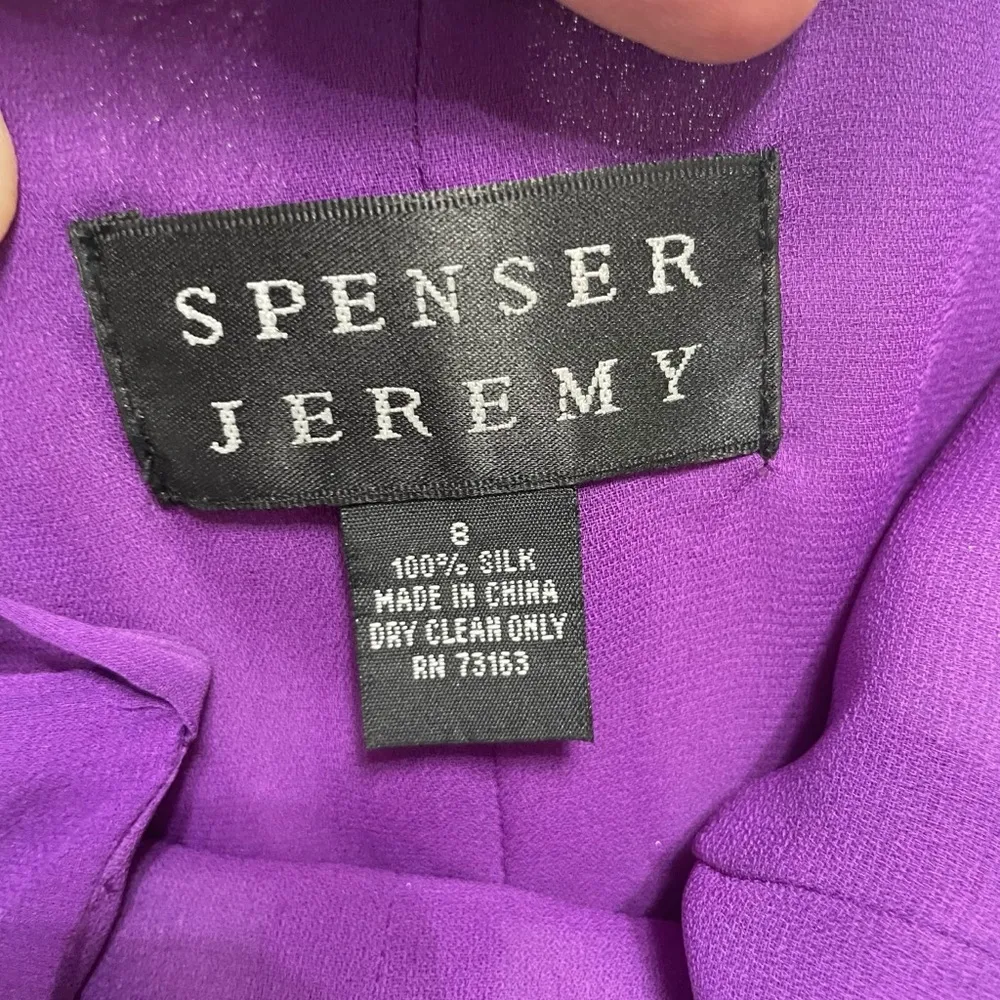 SPENSER
JEREMY
8
100% SILK
MADE IN CHINA
DRY CLEAN ONLY
RN 73163